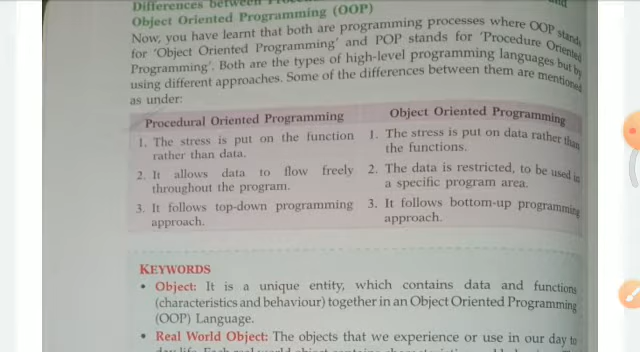 Differences between
Object Oriented Programming (OOP)
Now, you have learnt that both are programming processes where OOP stands
for 'Object Oriented Programming' and POP stands for 'Procedure Oriented
Programming'. Both are the types of high-level programming languages but by
using different approaches. Some of the differences between them are mentioned
as under:
Procedural Oriented Programming
1. The stress is put on the function
rather than data.
2. It allows data to flow freely
throughout the program.
3. It follows top-down programming
approach.
Object Oriented Programming
1. The stress is put on data rather than
the functions.
2. The data is restricted, to be used in
a specific program area.
3. It follows bottom-up programming
approach.
KEYWORDS
• Object: It is a unique entity, which contains data and functions
(characteristics and behaviour) together in an Object Oriented Programming
(OOP) Language.
• Real World Object: The objects that we experience or use in our day to